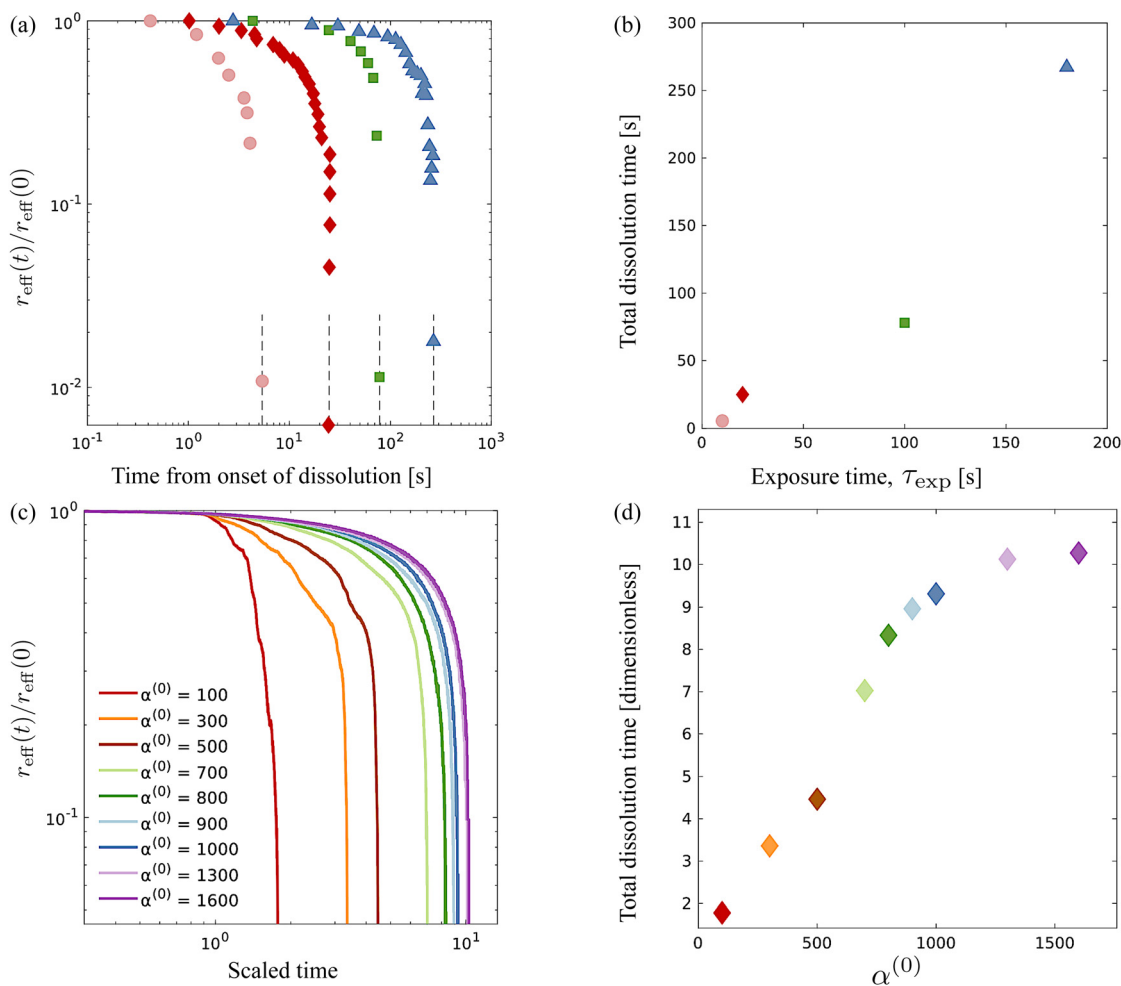 (a)
10^0
10^-1
10^-2
r_eff(t)/r_eff(0)
10^-1 10^0 10^1 10^2 10^3
Time from onset of dissolution [s]
(b)
300
250
200
150
100
50
0
Total dissolution time [s]
0 50 100 150 200
Exposure time, τ_exp [s]
(c)
10^0
10^-1
r_eff(t)/r_eff(0)
α^(0) = 100
α^(0) = 300
α^(0) = 500
α^(0) = 700
α^(0) = 800
α^(0) = 900
α^(0) = 1000
α^(0) = 1300
α^(0) = 1600
10^0 10^1
Scaled time
(d)
11
10
9
8
7
6
5
4
3
2
Total dissolution time [dimensionless]
0 500 1000 1500
α^(0)